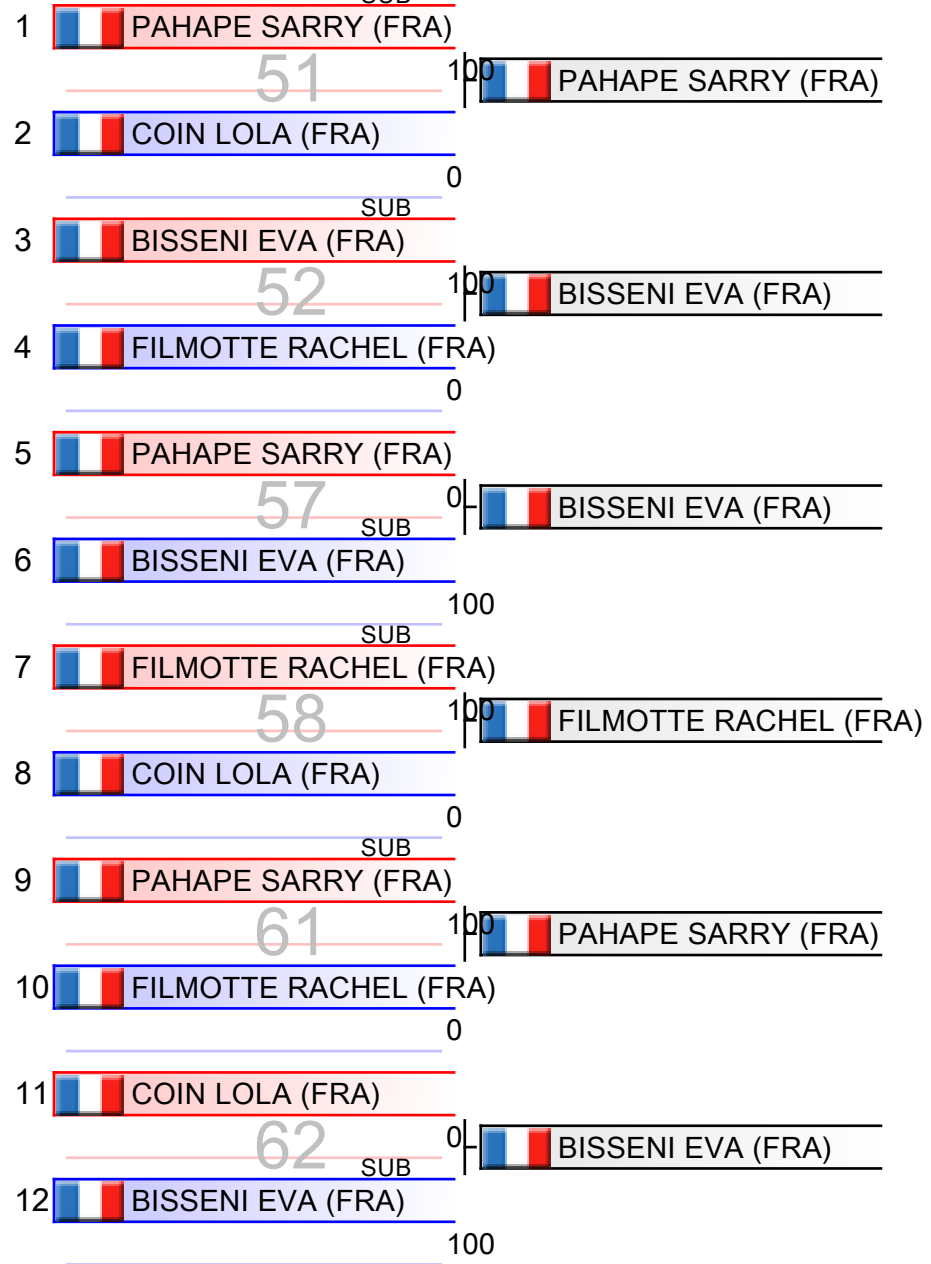 SUB
1 PAHAPE SARRY (FRA)
51 100 PAHAPE SARRY (FRA)
2 COIN LOLA (FRA)
0
SUB
3 BISSENI EVA (FRA)
52 100 BISSENI EVA (FRA)
4 FILMOTTE RACHEL (FRA)
0
5 PAHAPE SARRY (FRA)
57 0 BISSENI EVA (FRA)
SUB
6 BISSENI EVA (FRA)
100
SUB
7 FILMOTTE RACHEL (FRA)
58 100 FILMOTTE RACHEL (FRA)
8 COIN LOLA (FRA)
0
SUB
9 PAHAPE SARRY (FRA)
61 100 PAHAPE SARRY (FRA)
10 FILMOTTE RACHEL (FRA)
0
11 COIN LOLA (FRA)
62 0 BISSENI EVA (FRA)
SUB
12 BISSENI EVA (FRA)
100